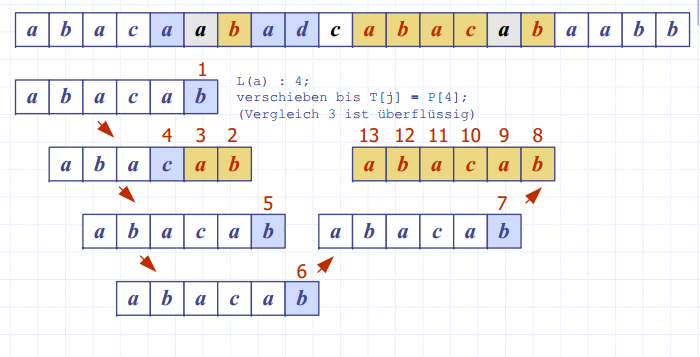 a b a c a a b a d c a b a c a b a a b b
1
a b a c a b
L(a) : 4;
verschieben bis T[j] = P[4];
(Vergleich 3 ist überflüssig)
4 3 2
a b a c a b
13 12 11 10 9 8
a b a c a b
5
a b a c a b
7
a b a c a b
6
a b a c a b